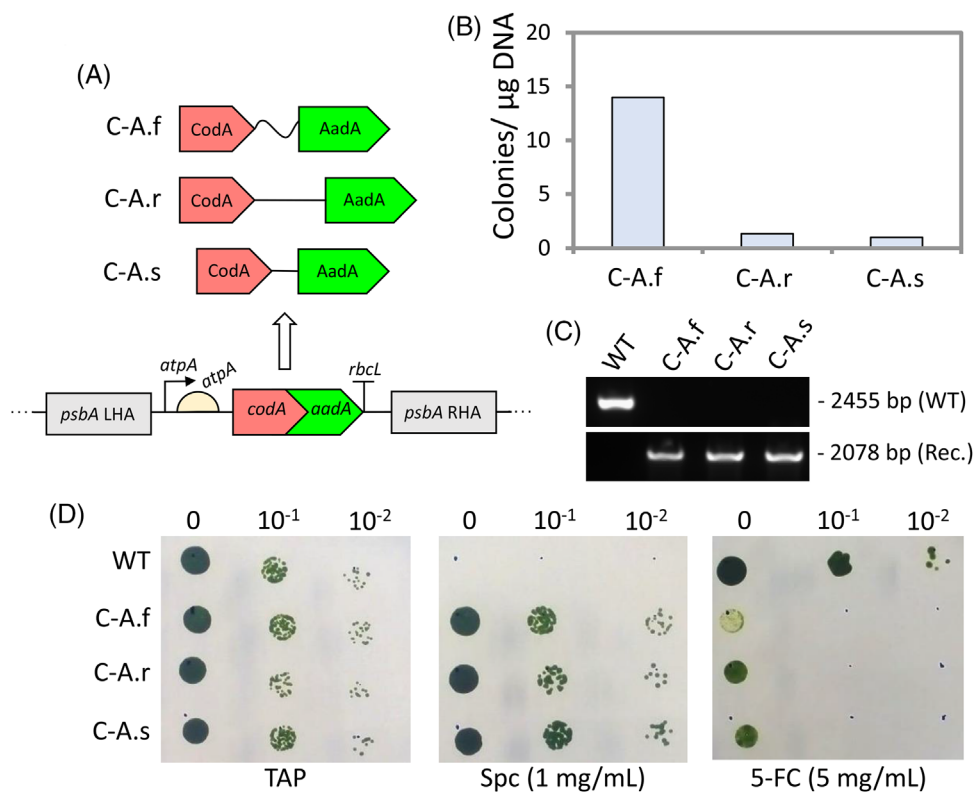 (A)
C-A.f CodA AadA
C-A.r CodA AadA
C-A.s CodA AadA
atpA atpA rbcL
··· psbA LHA codA aadA psbA RHA ···
(B)
Colonies/ µg DNA
20
15
10
5
0
C-A.f C-A.r C-A.s
(C)
WT C-A.f C-A.r C-A.s
- 2455 bp (WT)
- 2078 bp (Rec.)
(D)
0 10⁻¹ 10⁻² 0 10⁻¹ 10⁻² 0 10⁻¹ 10⁻²
WT
C-A.f
C-A.r
C-A.s
TAP Spc (1 mg/mL) 5-FC (5 mg/mL)